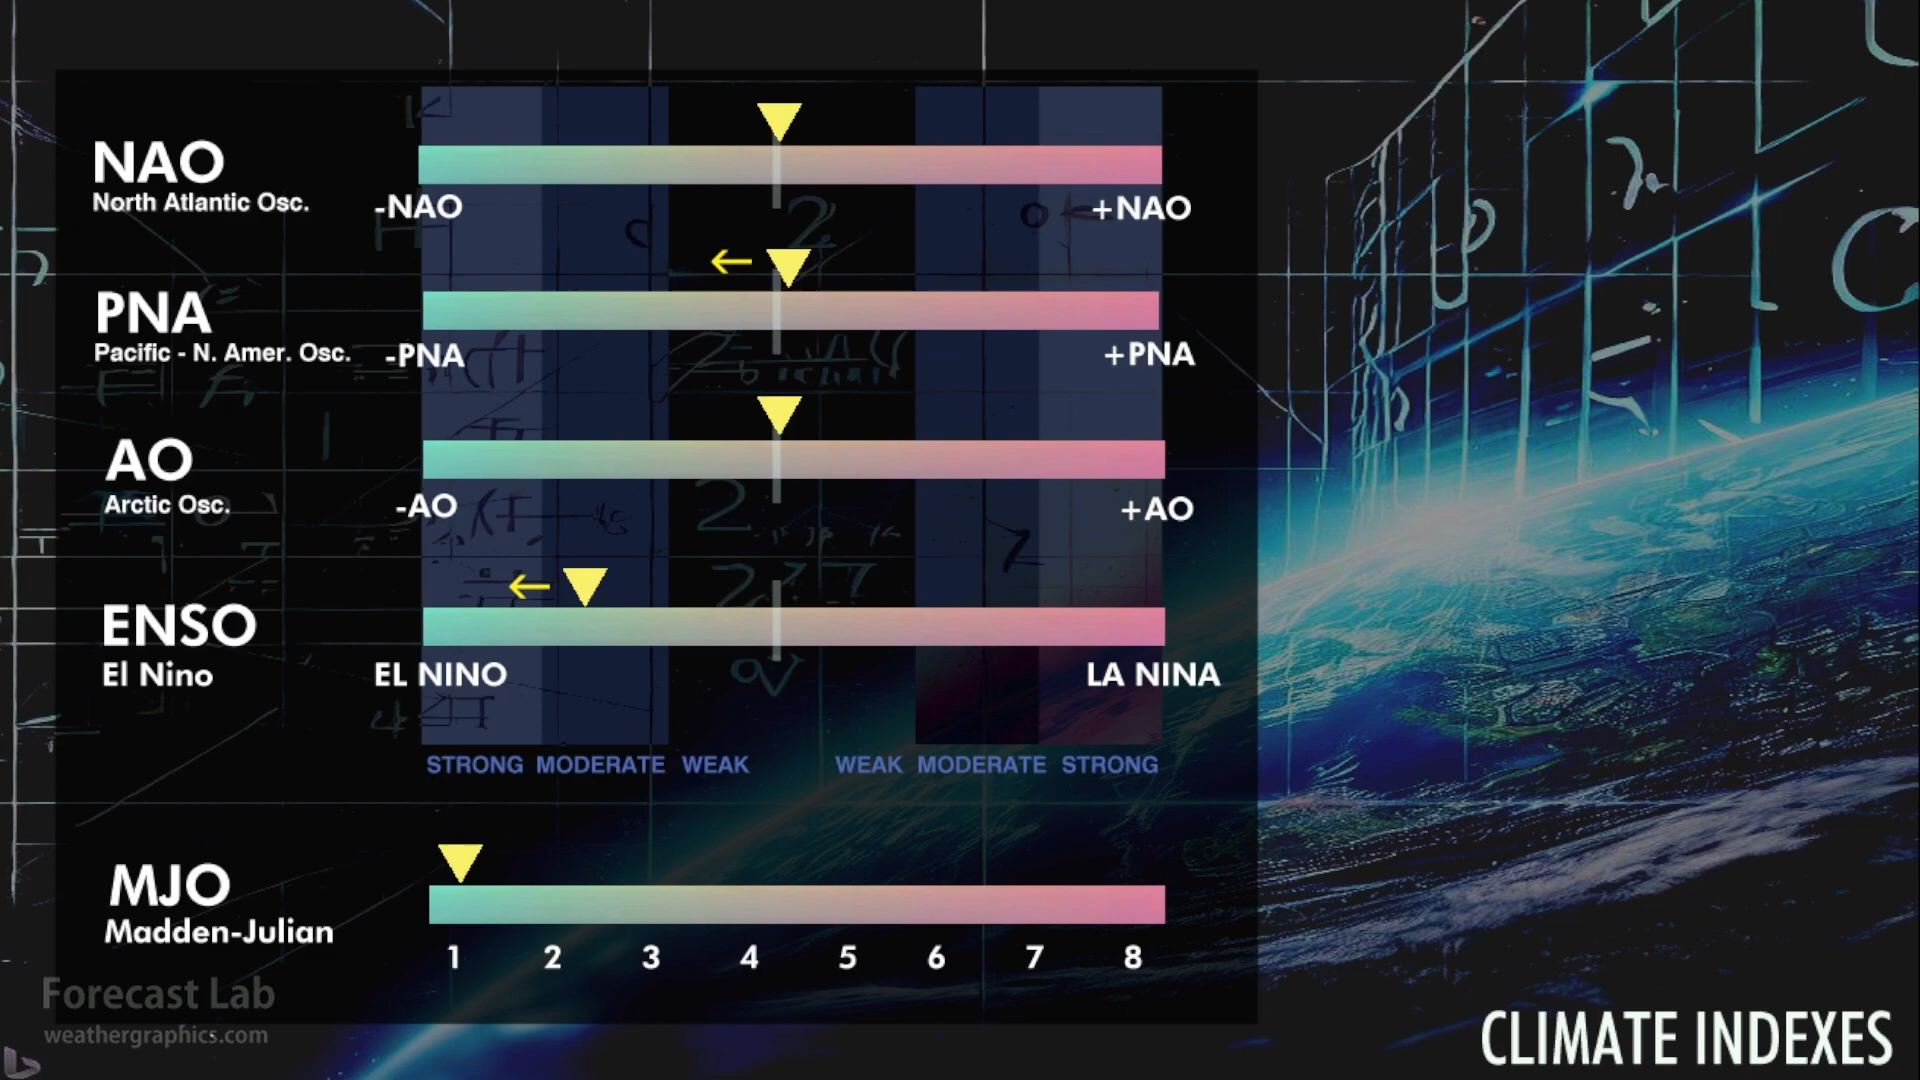 NAO
North Atlantic Osc.
-NAO
+NAO
PNA
Pacific - N. Amer. Osc.
-PNA
+PNA
AO
Arctic Osc.
-AO
+AO
ENSO
El Nino
EL NINO
LA NINA
STRONG MODERATE WEAK WEAK MODERATE STRONG
MJO
Madden-Julian
1 2 3 4 5 6 7 8
Forecast Lab
weathergraphics.com
CLIMATE INDEXES